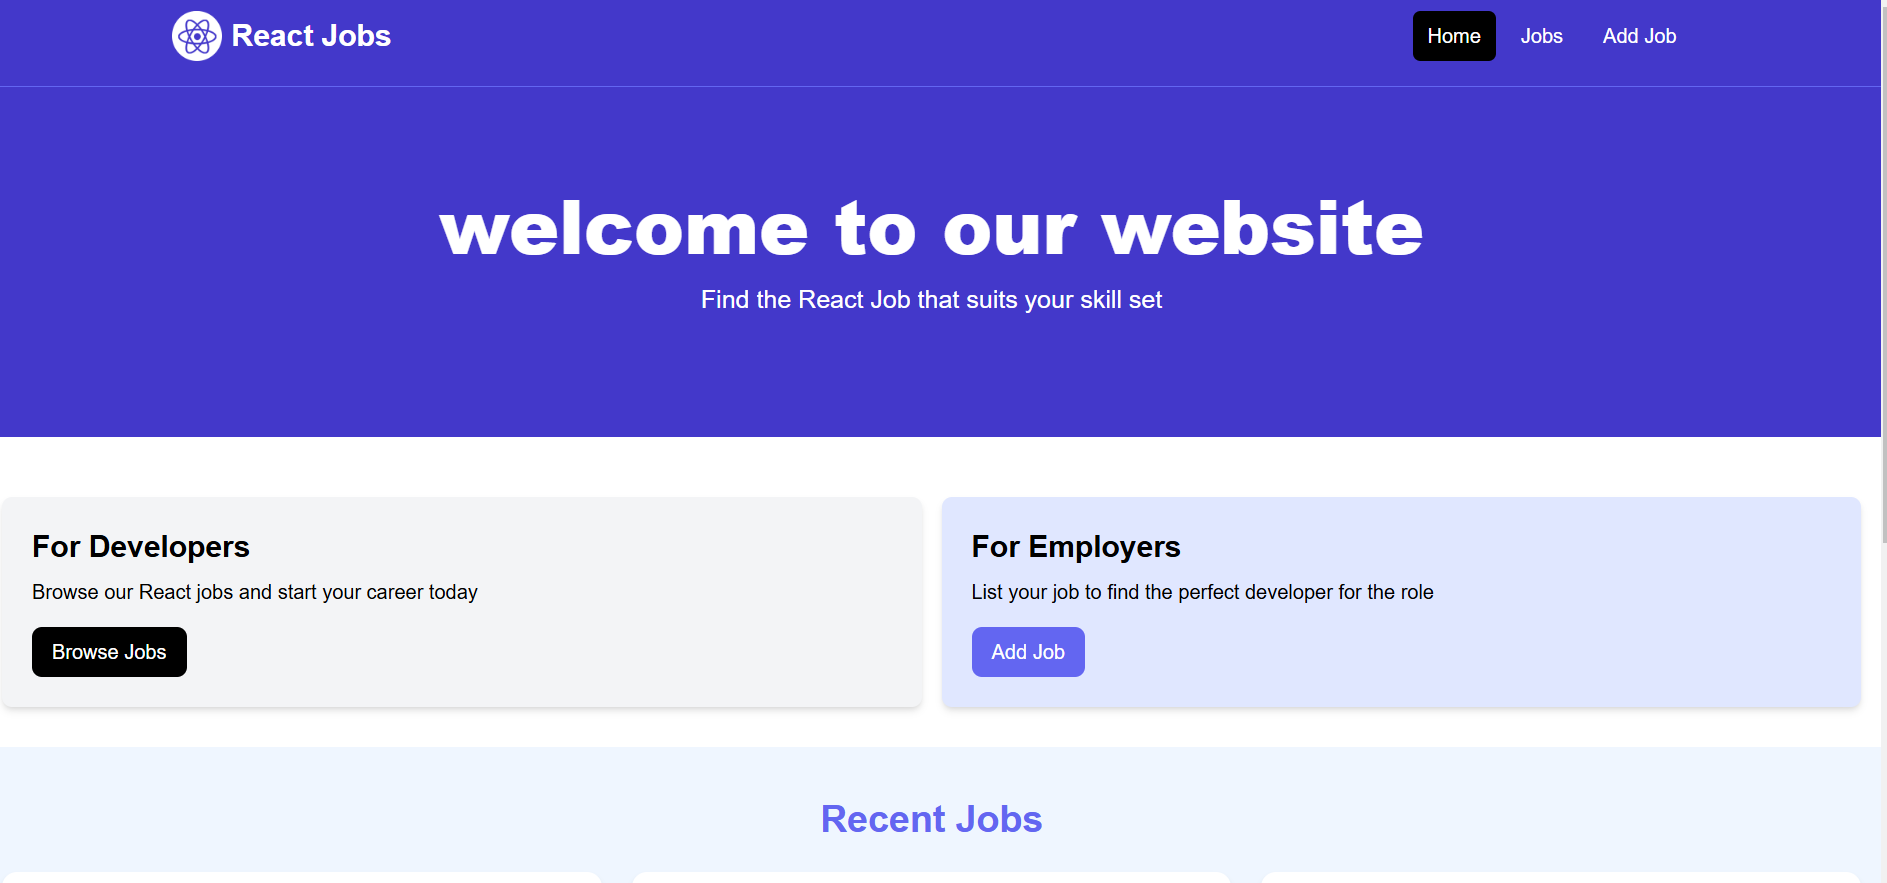 React Jobs
Home
Jobs
Add Job
welcome to our website
Find the React Job that suits your skill set
For Developers
Browse our React jobs and start your career today
Browse Jobs
For Employers
List your job to find the perfect developer for the role
Add Job
Recent Jobs